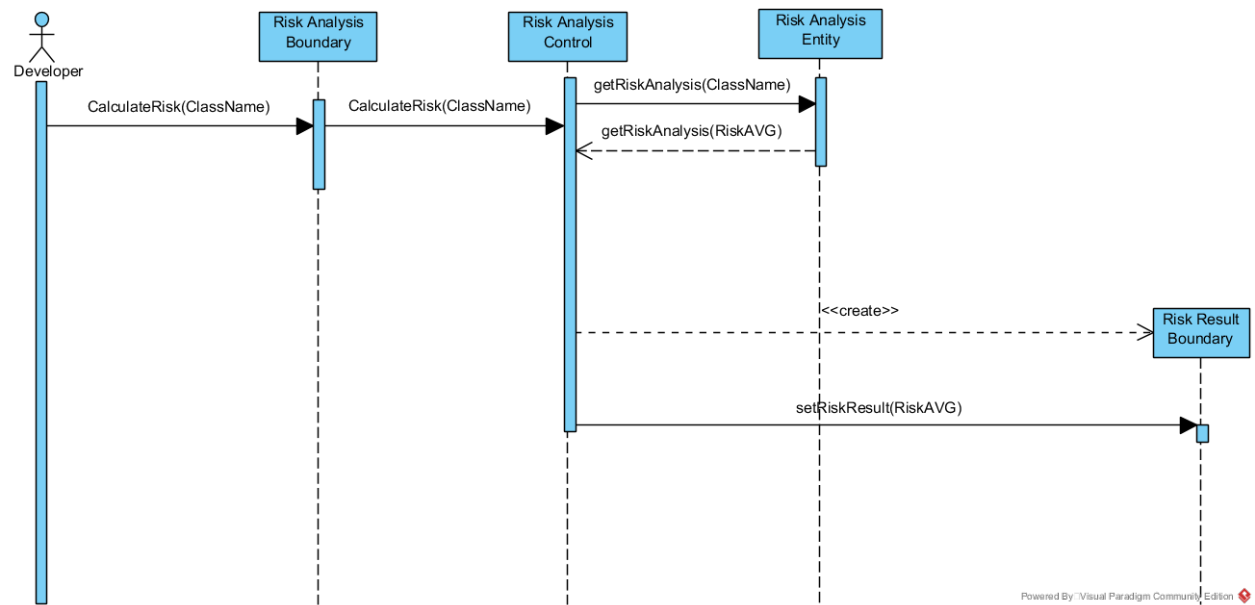 Risk Analysis
Boundary
Risk Analysis
Control
Risk Analysis
Entity
Developer
getRiskAnalysis(ClassName)
CalculateRisk(ClassName)
CalculateRisk(ClassName)
getRiskAnalysis(RiskAVG)
<<create>>
Risk Result
Boundary
setRiskResult(RiskAVG)
Powered By Visual Paradigm Community Edition